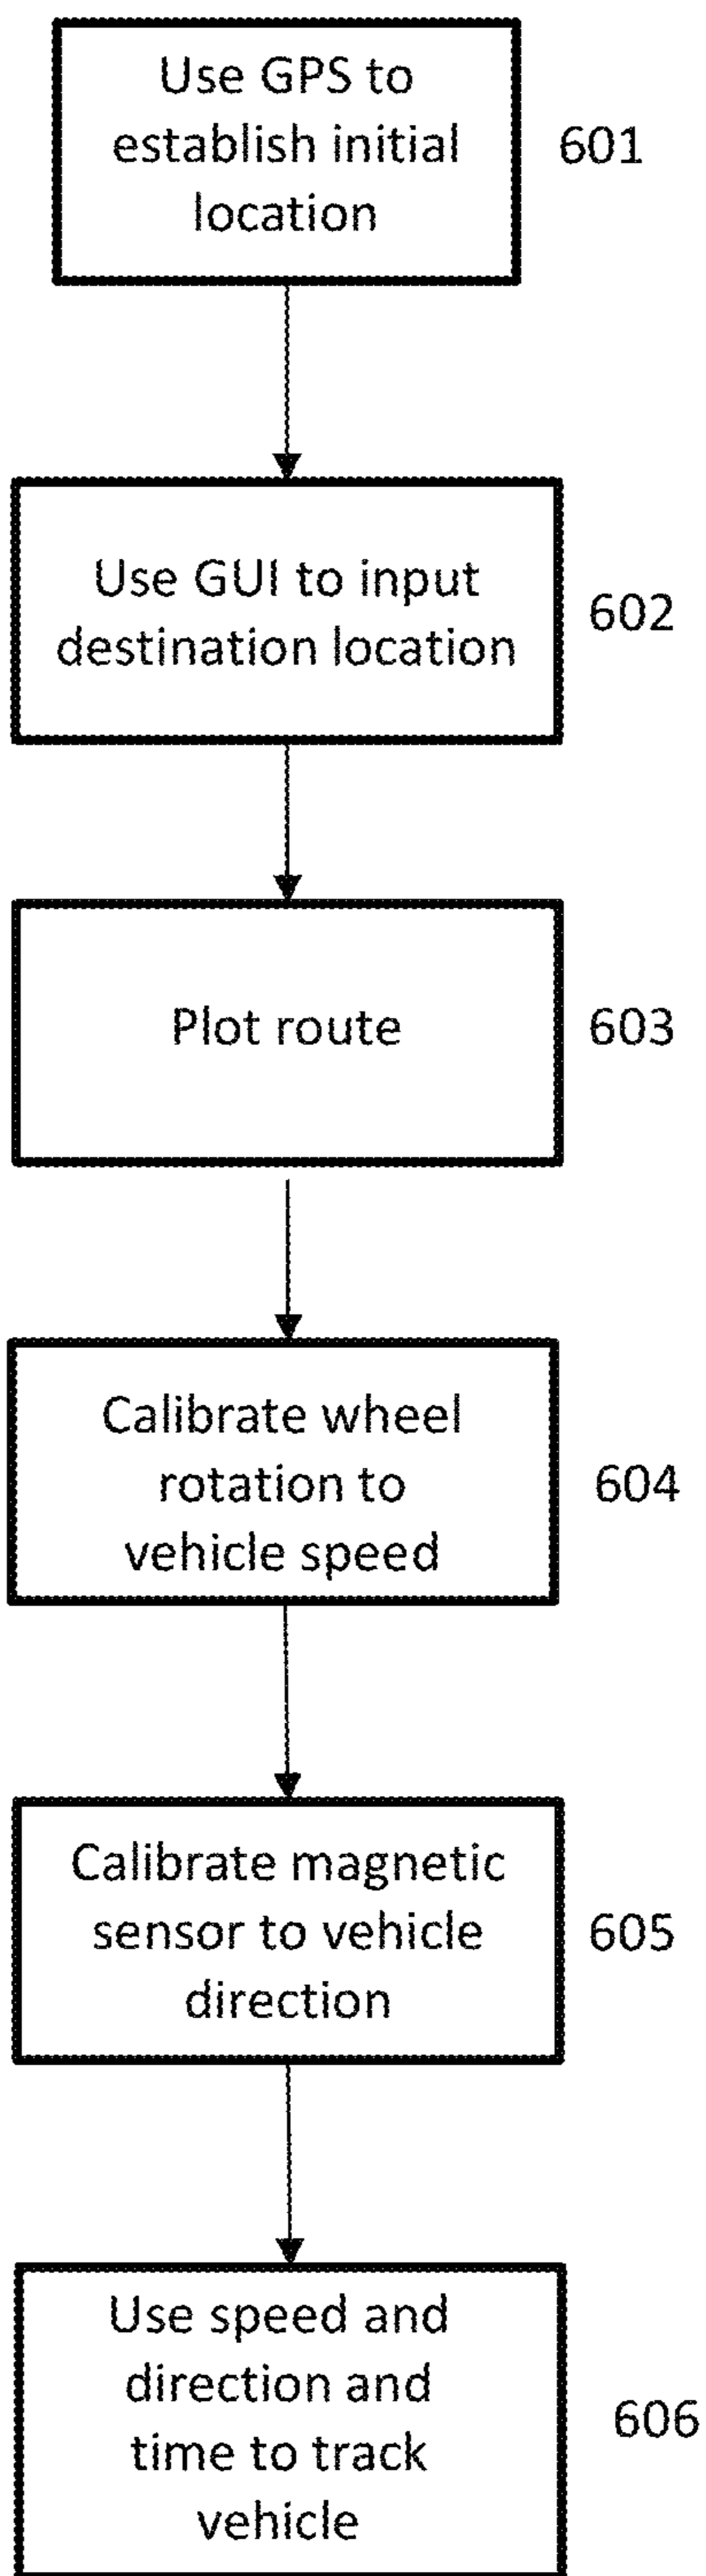 Use GPS to
establish initial
location
601
Use GUI to input
destination location
602
Plot route
603
Calibrate wheel
rotation to
vehicle speed
604
Calibrate magnetic
sensor to vehicle
direction
605
Use speed and
direction and
time to track
vehicle
606